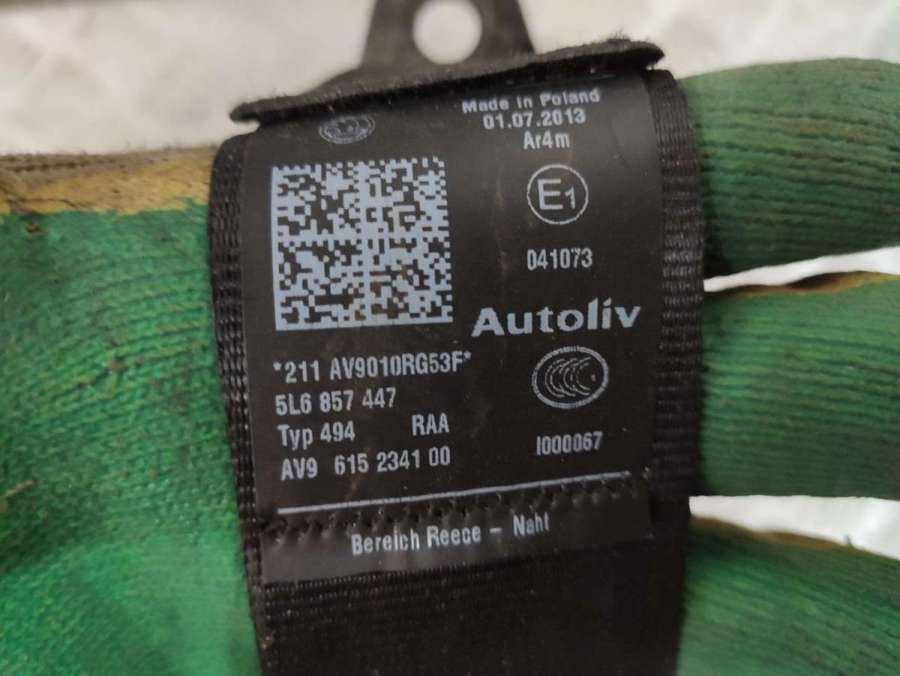 Made in Poland
01.07.2013
Ar4m
E1
041073
Autoliv
*211 AV9010RG53F*
5L6 857 447
Typ 494 RAA
AV9 615 2341 00
I000067
Bereich Reece - Naht